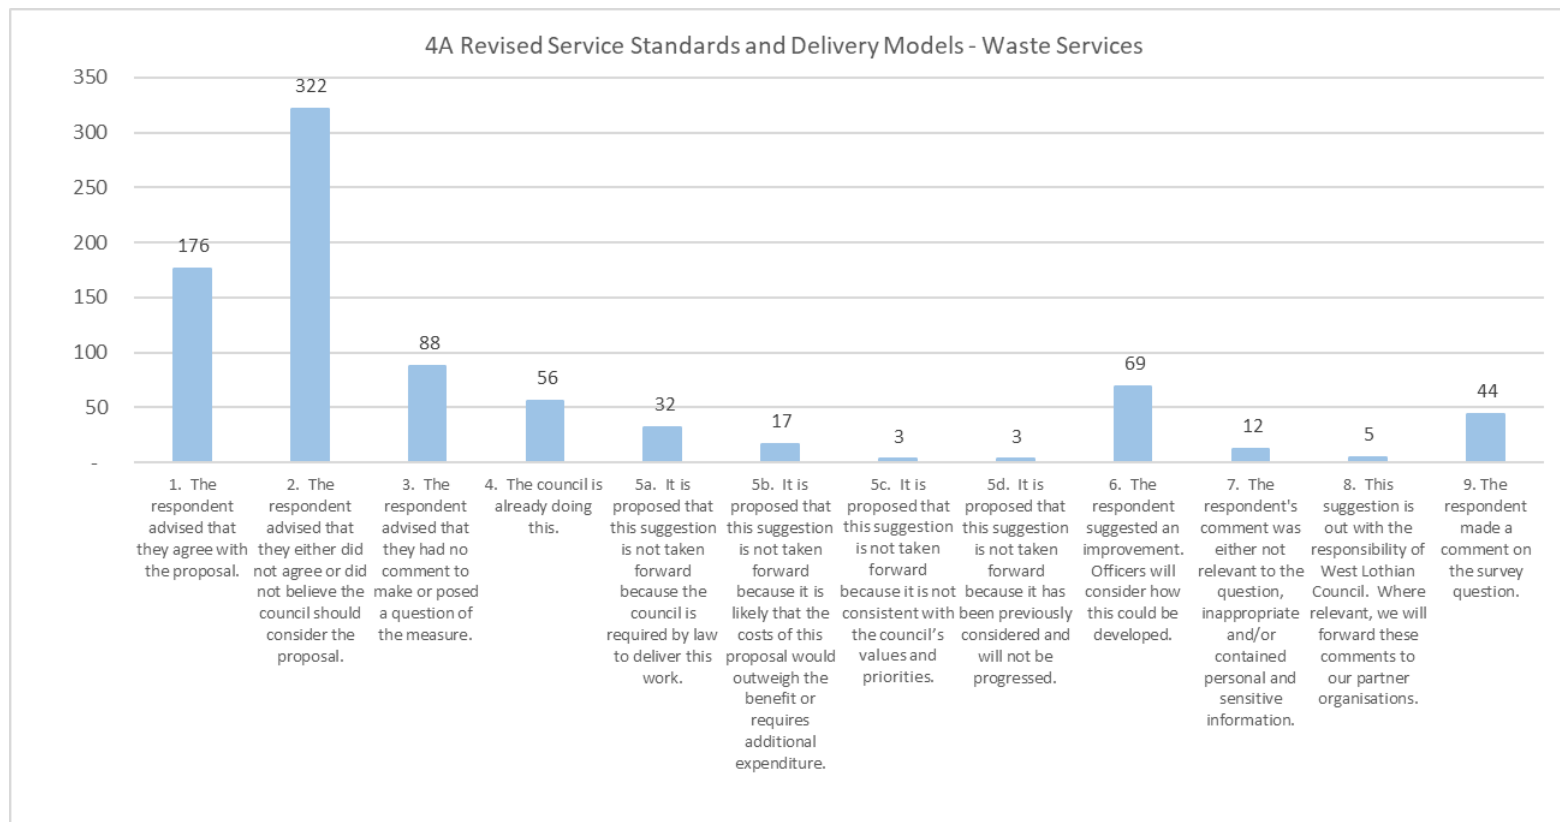 4A Revised Service Standards and Delivery Models - Waste Services
350
300
250
200
150
100
50
-
176
322
88
56
32
17
3
3
69
12
5
44
1. The
respondent
advised that
they agree with
the proposal.
2. The
respondent
advised that
they either did
not agree or did
not believe the
council should
consider the
proposal.
3. The
respondent
advised that
they had no
comment to
make or posed
a question of
the measure.
4. The council is
already doing
this.
5a. It is
proposed that
this suggestion
is not taken
forward
because the
council is
required by law
to deliver this
work.
5b. It is
proposed that
this suggestion
is not taken
forward
because it is
likely that the
costs of this
proposal would
outweigh the
benefit or
requires
additional
expenditure.
5c. It is
proposed that
this suggestion
is not taken
forward
because it is not
consistent with
the council’s
values and
priorities.
5d. It is
proposed that
this suggestion
is not taken
forward
because it has
been previously
considered and
will not be
progressed.
6. The
respondent
suggested an
improvement.
Officers will
consider how
this could be
developed.
7. The
respondent's
comment was
either not
relevant to the
question,
inappropriate
and/or
contained
personal and
sensitive
information.
8. This
suggestion is
out with the
responsibility of
West Lothian
Council. Where
relevant, we will
forward these
comments to
our partner
organisations.
9. The
respondent
made a
comment on
the survey
question.